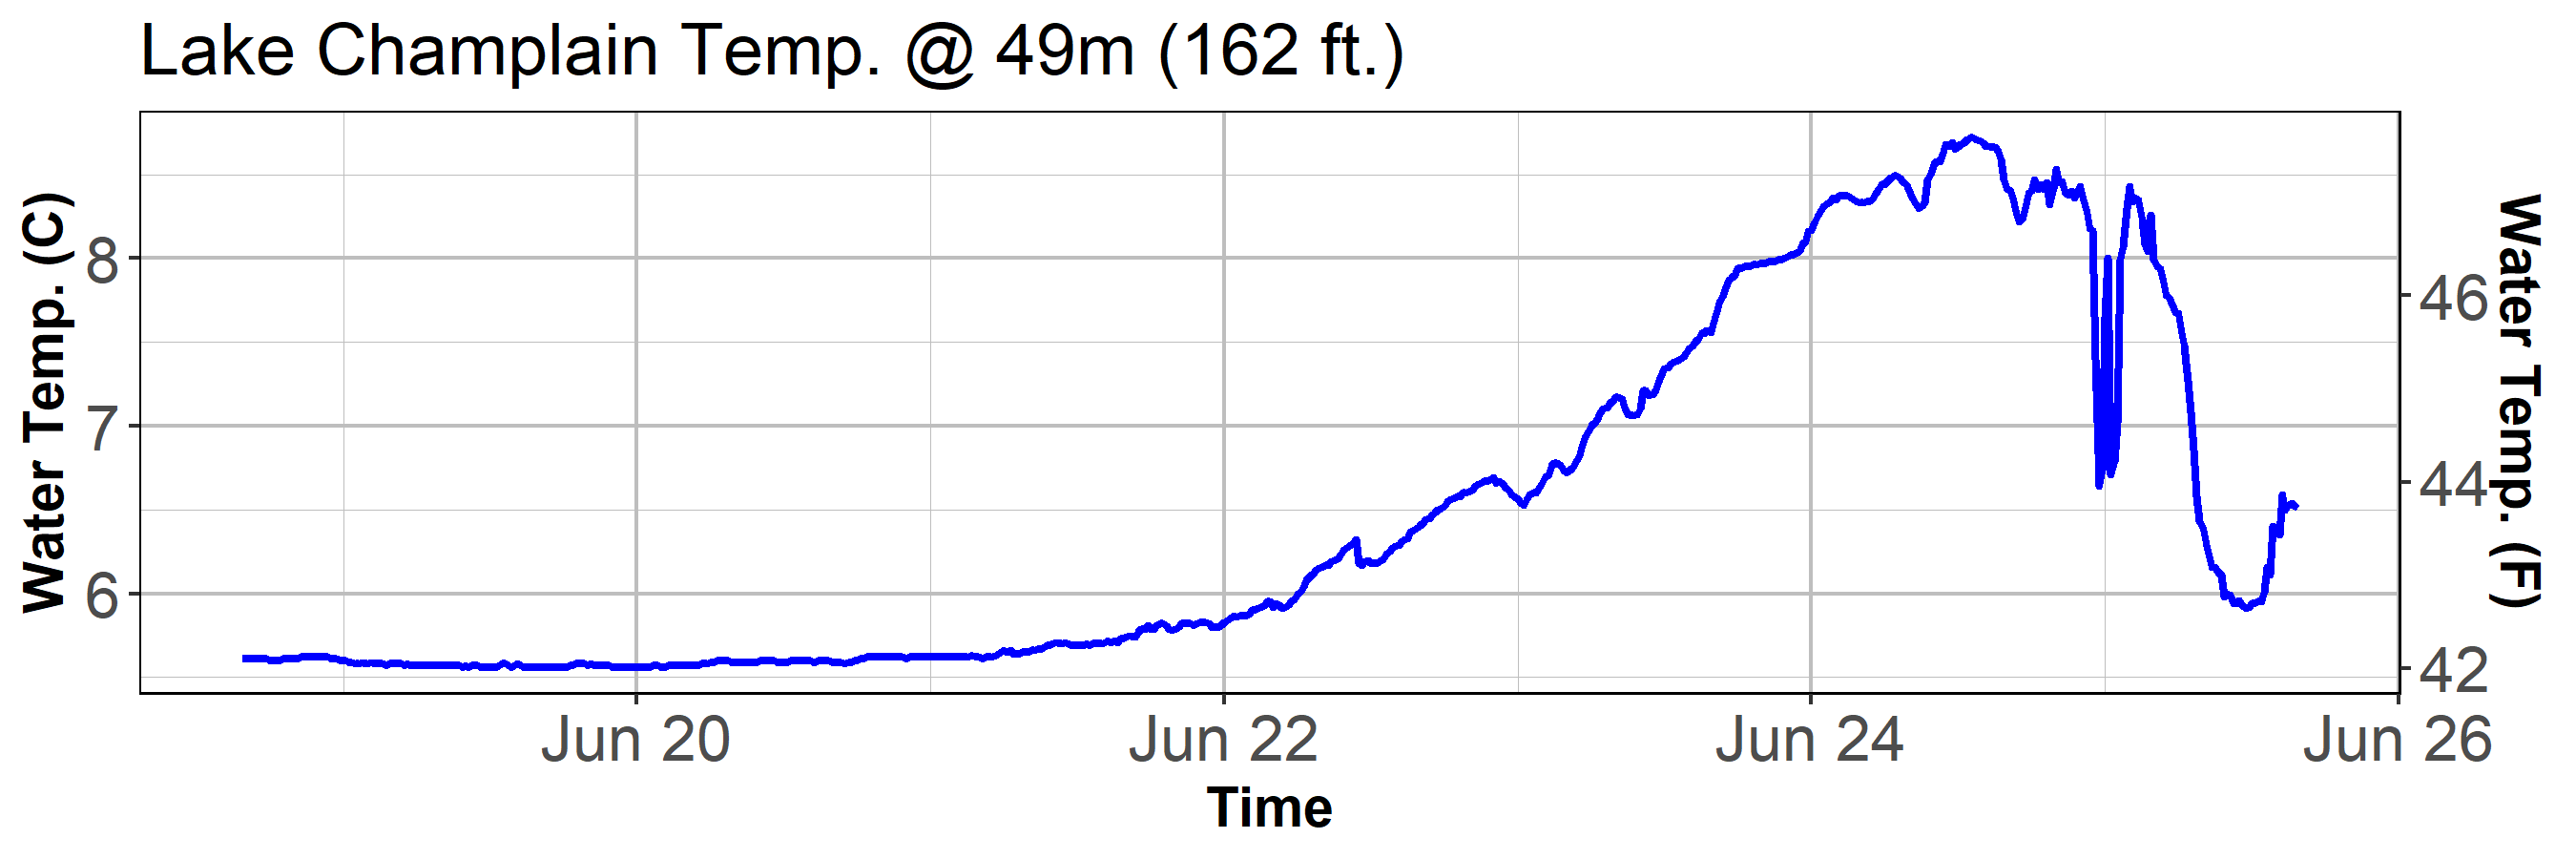 Lake Champlain Temp. @ 49m (162 ft.)
Water Temp. (C)
8
7
6
46
44
42
Water Temp. (F)
Jun 20
Jun 22
Jun 24
Jun 26
Time